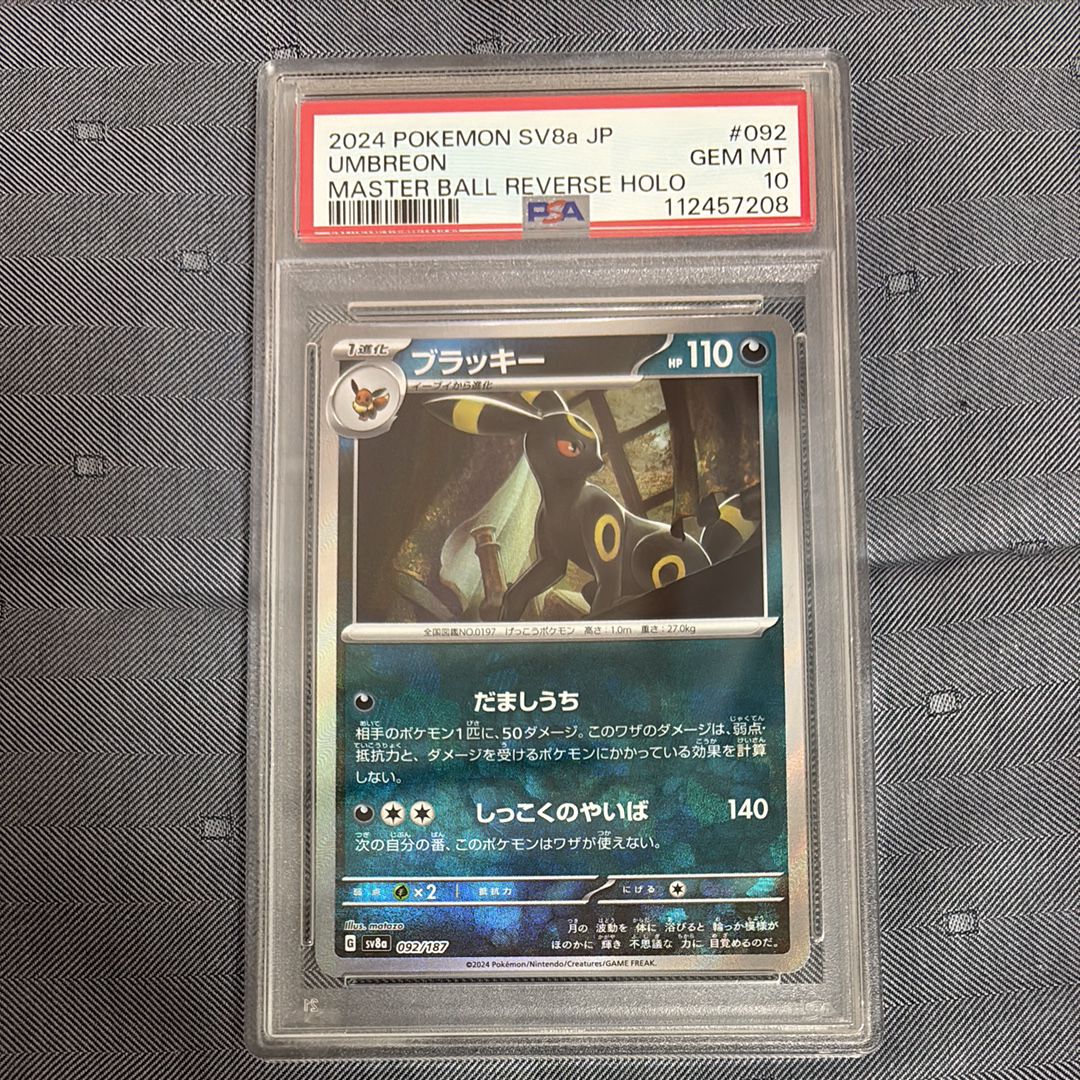 2024 POKEMON SV8a JP #092
UMBREON GEM MT
MASTER BALL REVERSE HOLO 10
PSA 112457208
1進化 ブラッキー HP 110
イーブイから進化
全国図鑑NO.0197 げっこうポケモン 高さ：1.0m 重さ：27.0kg
だましうち
相手のポケモン1匹に、50ダメージ。このワザのダメージは、弱点・
抵抗力と、ダメージを受けるポケモンにかかっている効果を計算
しない。
しっこくのやいば 140
次の自分の番、このポケモンはワザが使えない。
弱点 ×2 抵抗力 にげる
illus. matazo
月の波動を体に浴びると輪っか模様が
ほのかに輝き不思議な力に目覚めるのだ。
G sv8a 092/187
©2024 Pokémon/Nintendo/Creatures/GAME FREAK.